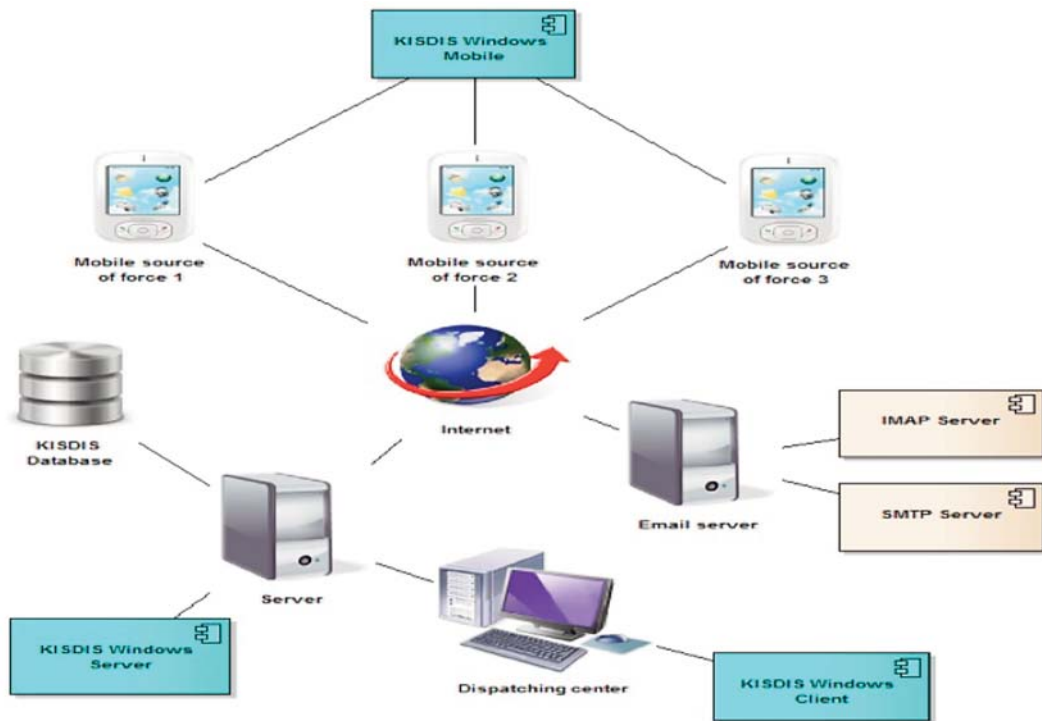 KISDIS Windows
Mobile
Mobile source
of force 1
Mobile source
of force 2
Mobile source
of force 3
Internet
KISDIS
Database
IMAP Server
Email server
SMTP Server
Server
KISDIS Windows
Server
Dispatching center
KISDIS Windows
Client